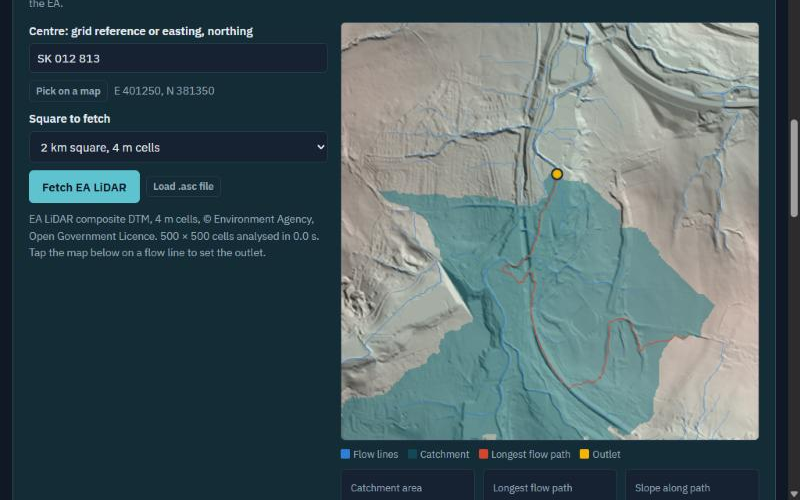 the EA.
Centre: grid reference or easting, northing
SK 012 813
Pick on a map E 401250, N 381350
Square to fetch
2 km square, 4 m cells
Fetch EA LiDAR Load .asc file
EA LiDAR composite DTM, 4 m cells, © Environment Agency,
Open Government Licence. 500 × 500 cells analysed in 0.0 s.
Tap the map below on a flow line to set the outlet.
Flow lines Catchment Longest flow path Outlet
Catchment area Longest flow path Slope along path